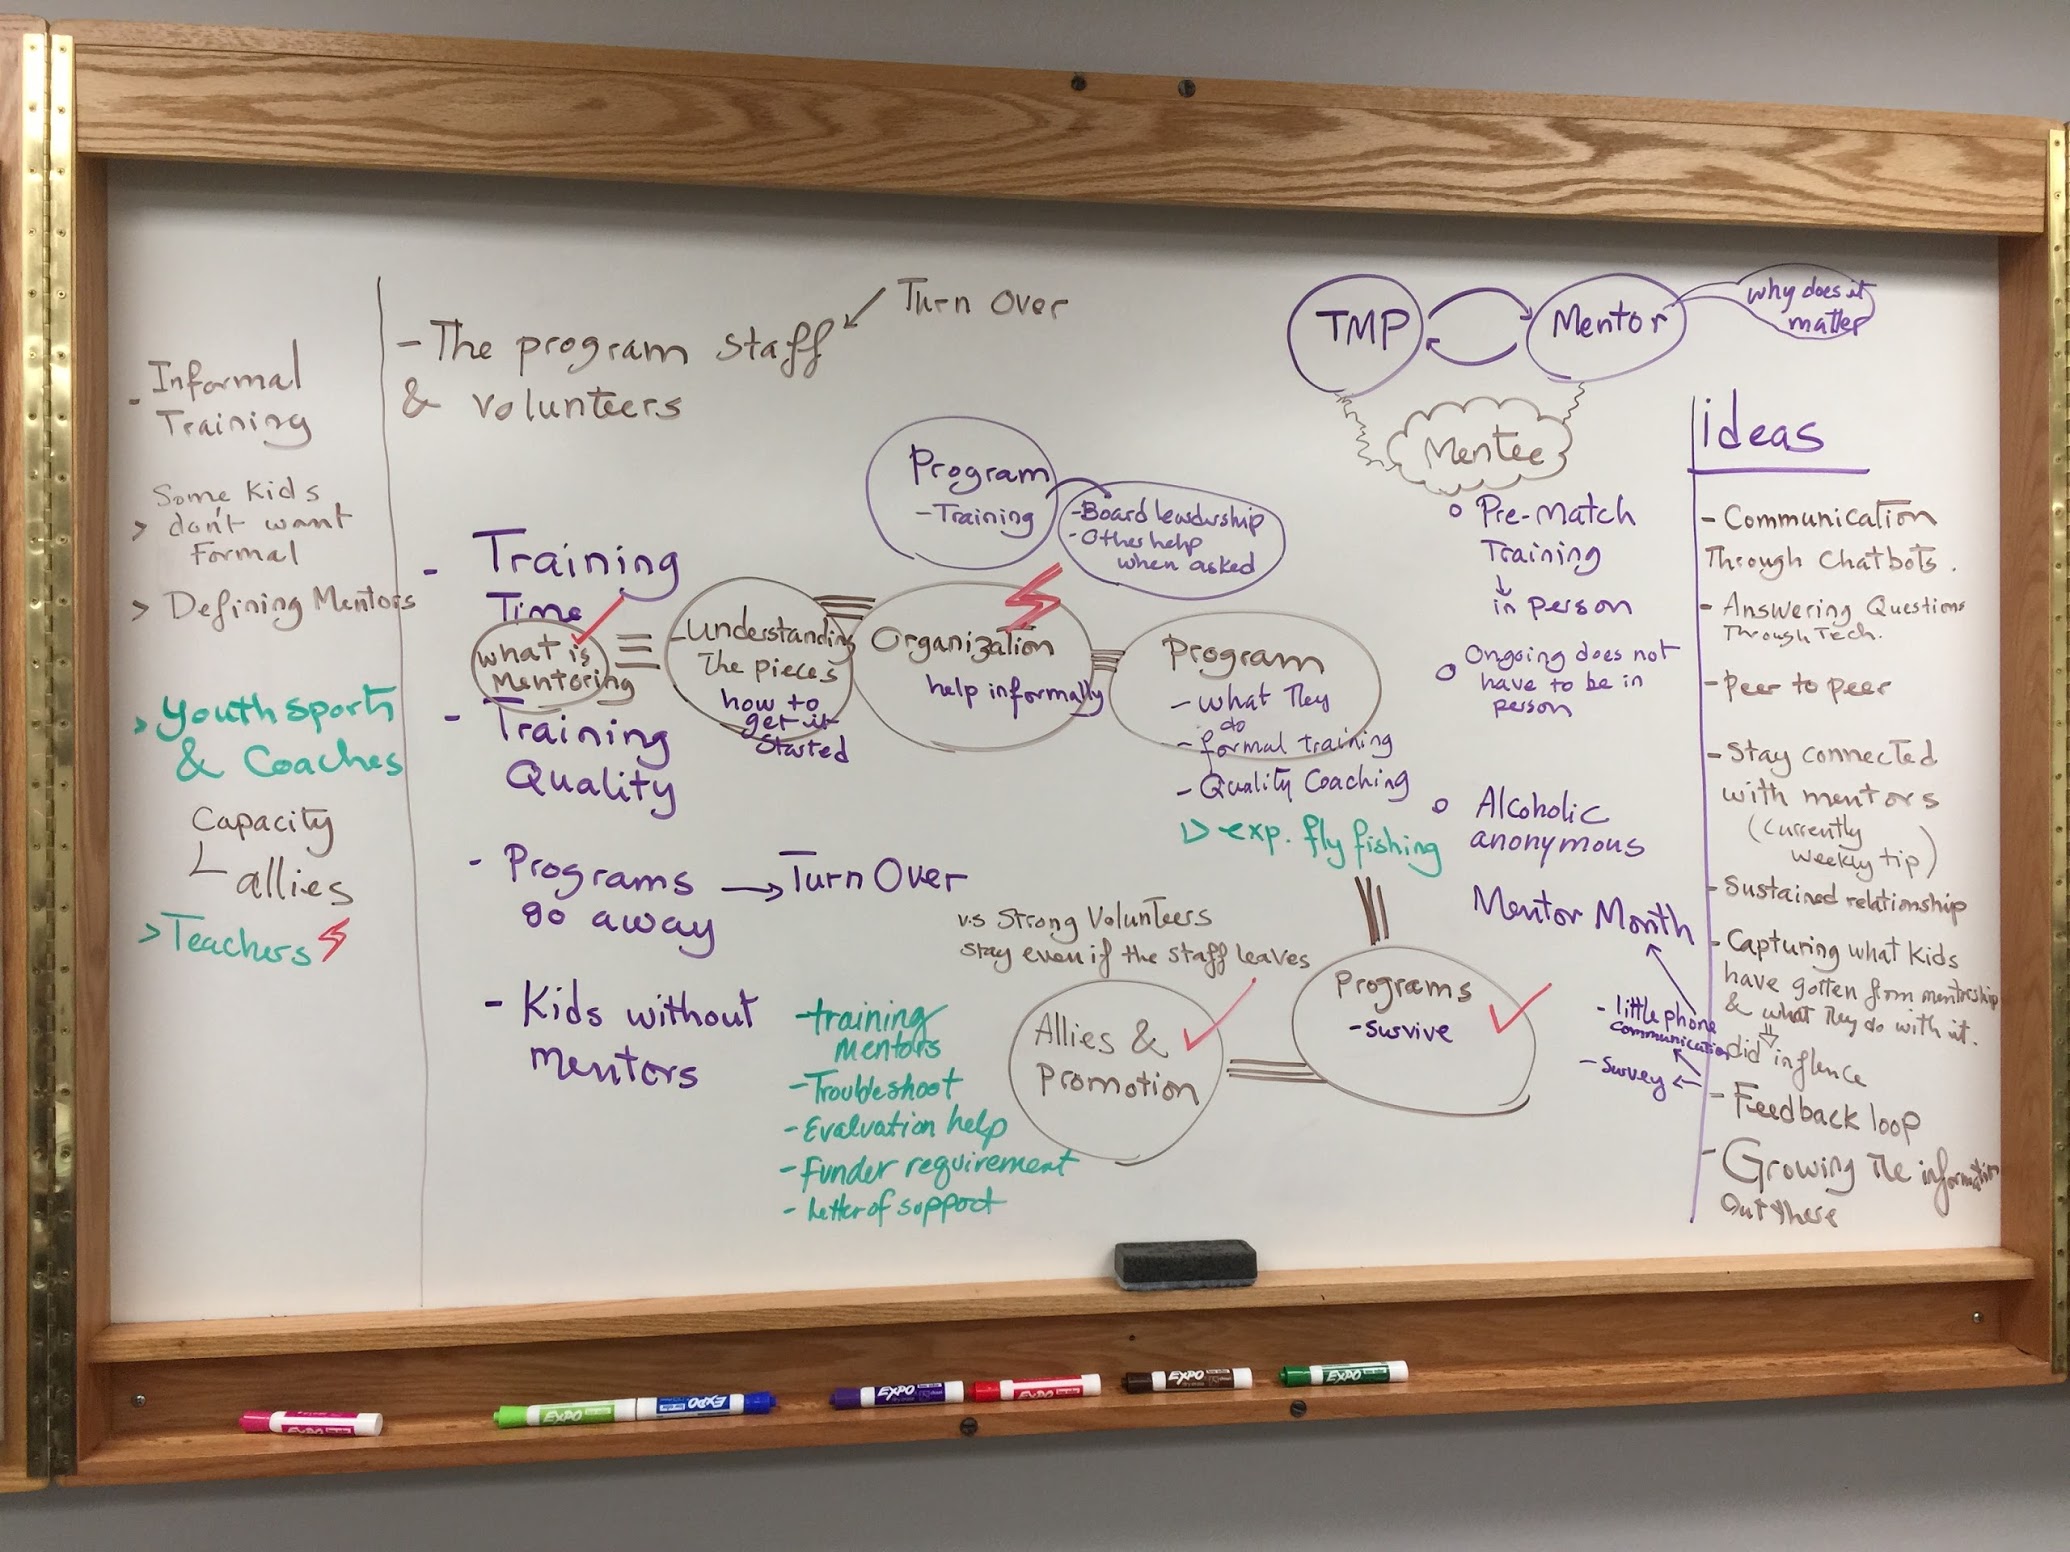 - Informal
Training
Some kids
> don't want
Formal
> Defining Mentors
> Youth sports
& Coaches
Capacity
allies
> Teachers
- The program staff
& volunteers
Turn Over
- Training
Time
What is
Mentoring
- Training
Quality
- Programs
go away
Turn Over
- Kids without
mentors
- Understanding
The pieces
how to
get it
started
Organization
help informally
Program
- Training
- Board leadership
- Other help
when asked
Program
- what They
do
- formal training
- Quality Coaching
exp. fly fishing
Programs
- survive
v.s Strong Volunteers
stay even if the staff leaves
Allies &
Promotion
- training
mentors
- Troubleshoot
- Evaluation help
- Funder requirement
- Letter of support
TMP
Mentor
why does it
matter
Mentee
Pre-Match
Training
in person
Ongoing does not
have to be in
person
Alcoholic
anonymous
Mentor Month
- little phone
communication
- survey
ideas
- Communication
Through Chatbots.
- Answering Questions
Through Tech.
- Peer to peer
- Stay connected
with mentors
(currently
weekly tip)
- Sustained relationship
- Capturing what kids
have gotten from mentorship
& what They do with it.
did inflence
- Feedback loop
- Growing The information
out there
EXPO
EXPO
EXPO
EXPO
EXPO
EXPO